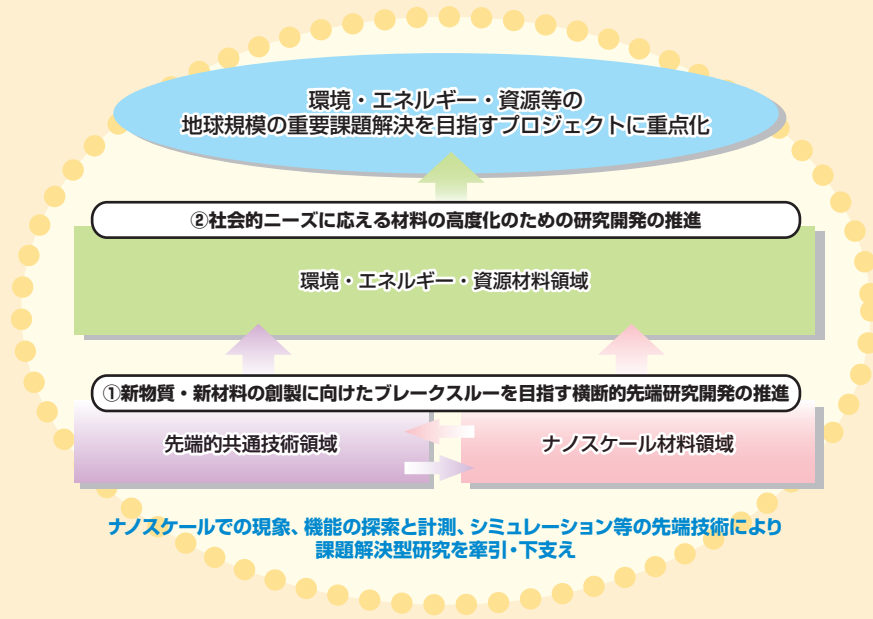 環境・エネルギー・資源等の
地球規模の重要課題解決を目指すプロジェクトに重点化
②社会的ニーズに応える材料の高度化のための研究開発の推進
環境・エネルギー・資源材料領域
①新物質・新材料の創製に向けたブレークスルーを目指す横断的先端研究開発の推進
先端的共通技術領域
ナノスケール材料領域
ナノスケールでの現象、機能の探索と計測、シミュレーション等の先端技術により
課題解決型研究を牽引・下支え